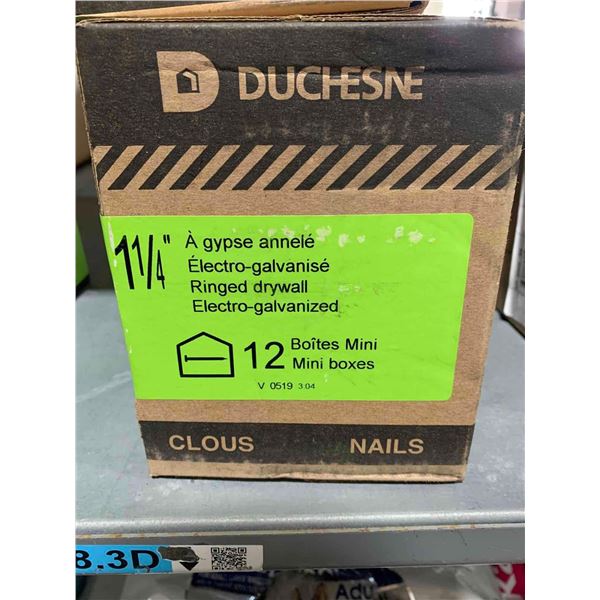 DUCHESNE
1 1/4"
À gypse annelé
Électro-galvanisé
Ringed drywall
Electro-galvanized
12 Boîtes Mini
Mini boxes
V 0519 3:04
CLOUS NAILS
8.3D
Adu